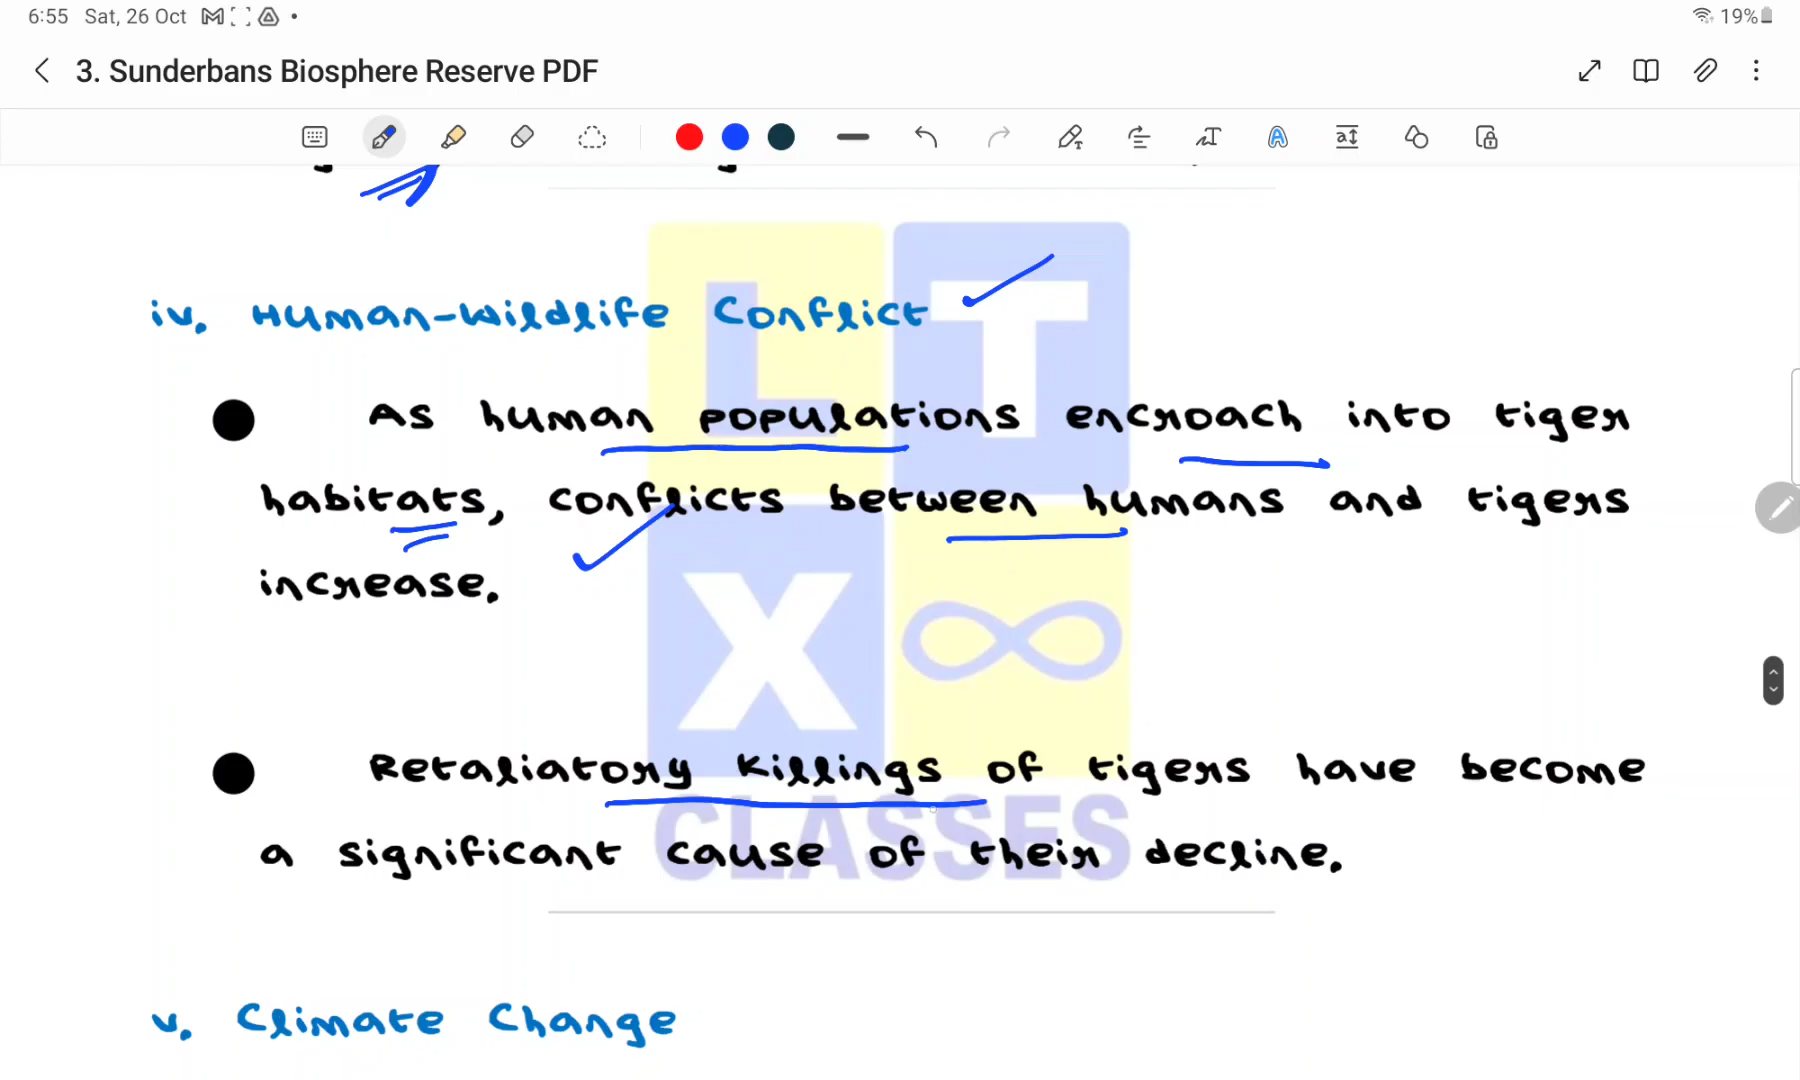 6:55 Sat, 26 Oct 19%
3. Sunderbans Biosphere Reserve PDF
iv. Human-Wildlife Conflict
As human populations encroach into tiger
habitats, conflicts between humans and tigers
increase.
Retaliatory killings of tigers have become
a significant cause of their decline.
v. Climate Change
L T
X ∞
CLASSES